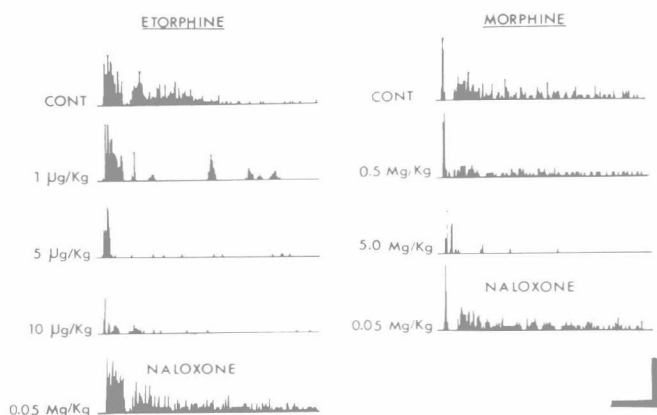 ETORPHINE
CONT
1 µg/Kg
5 µg/Kg
10 µg/Kg
NALOXONE
0.05 Mg/Kg
MORPHINE
CONT
0.5 Mg/Kg
5.0 Mg/Kg
NALOXONE
0.05 Mg/Kg